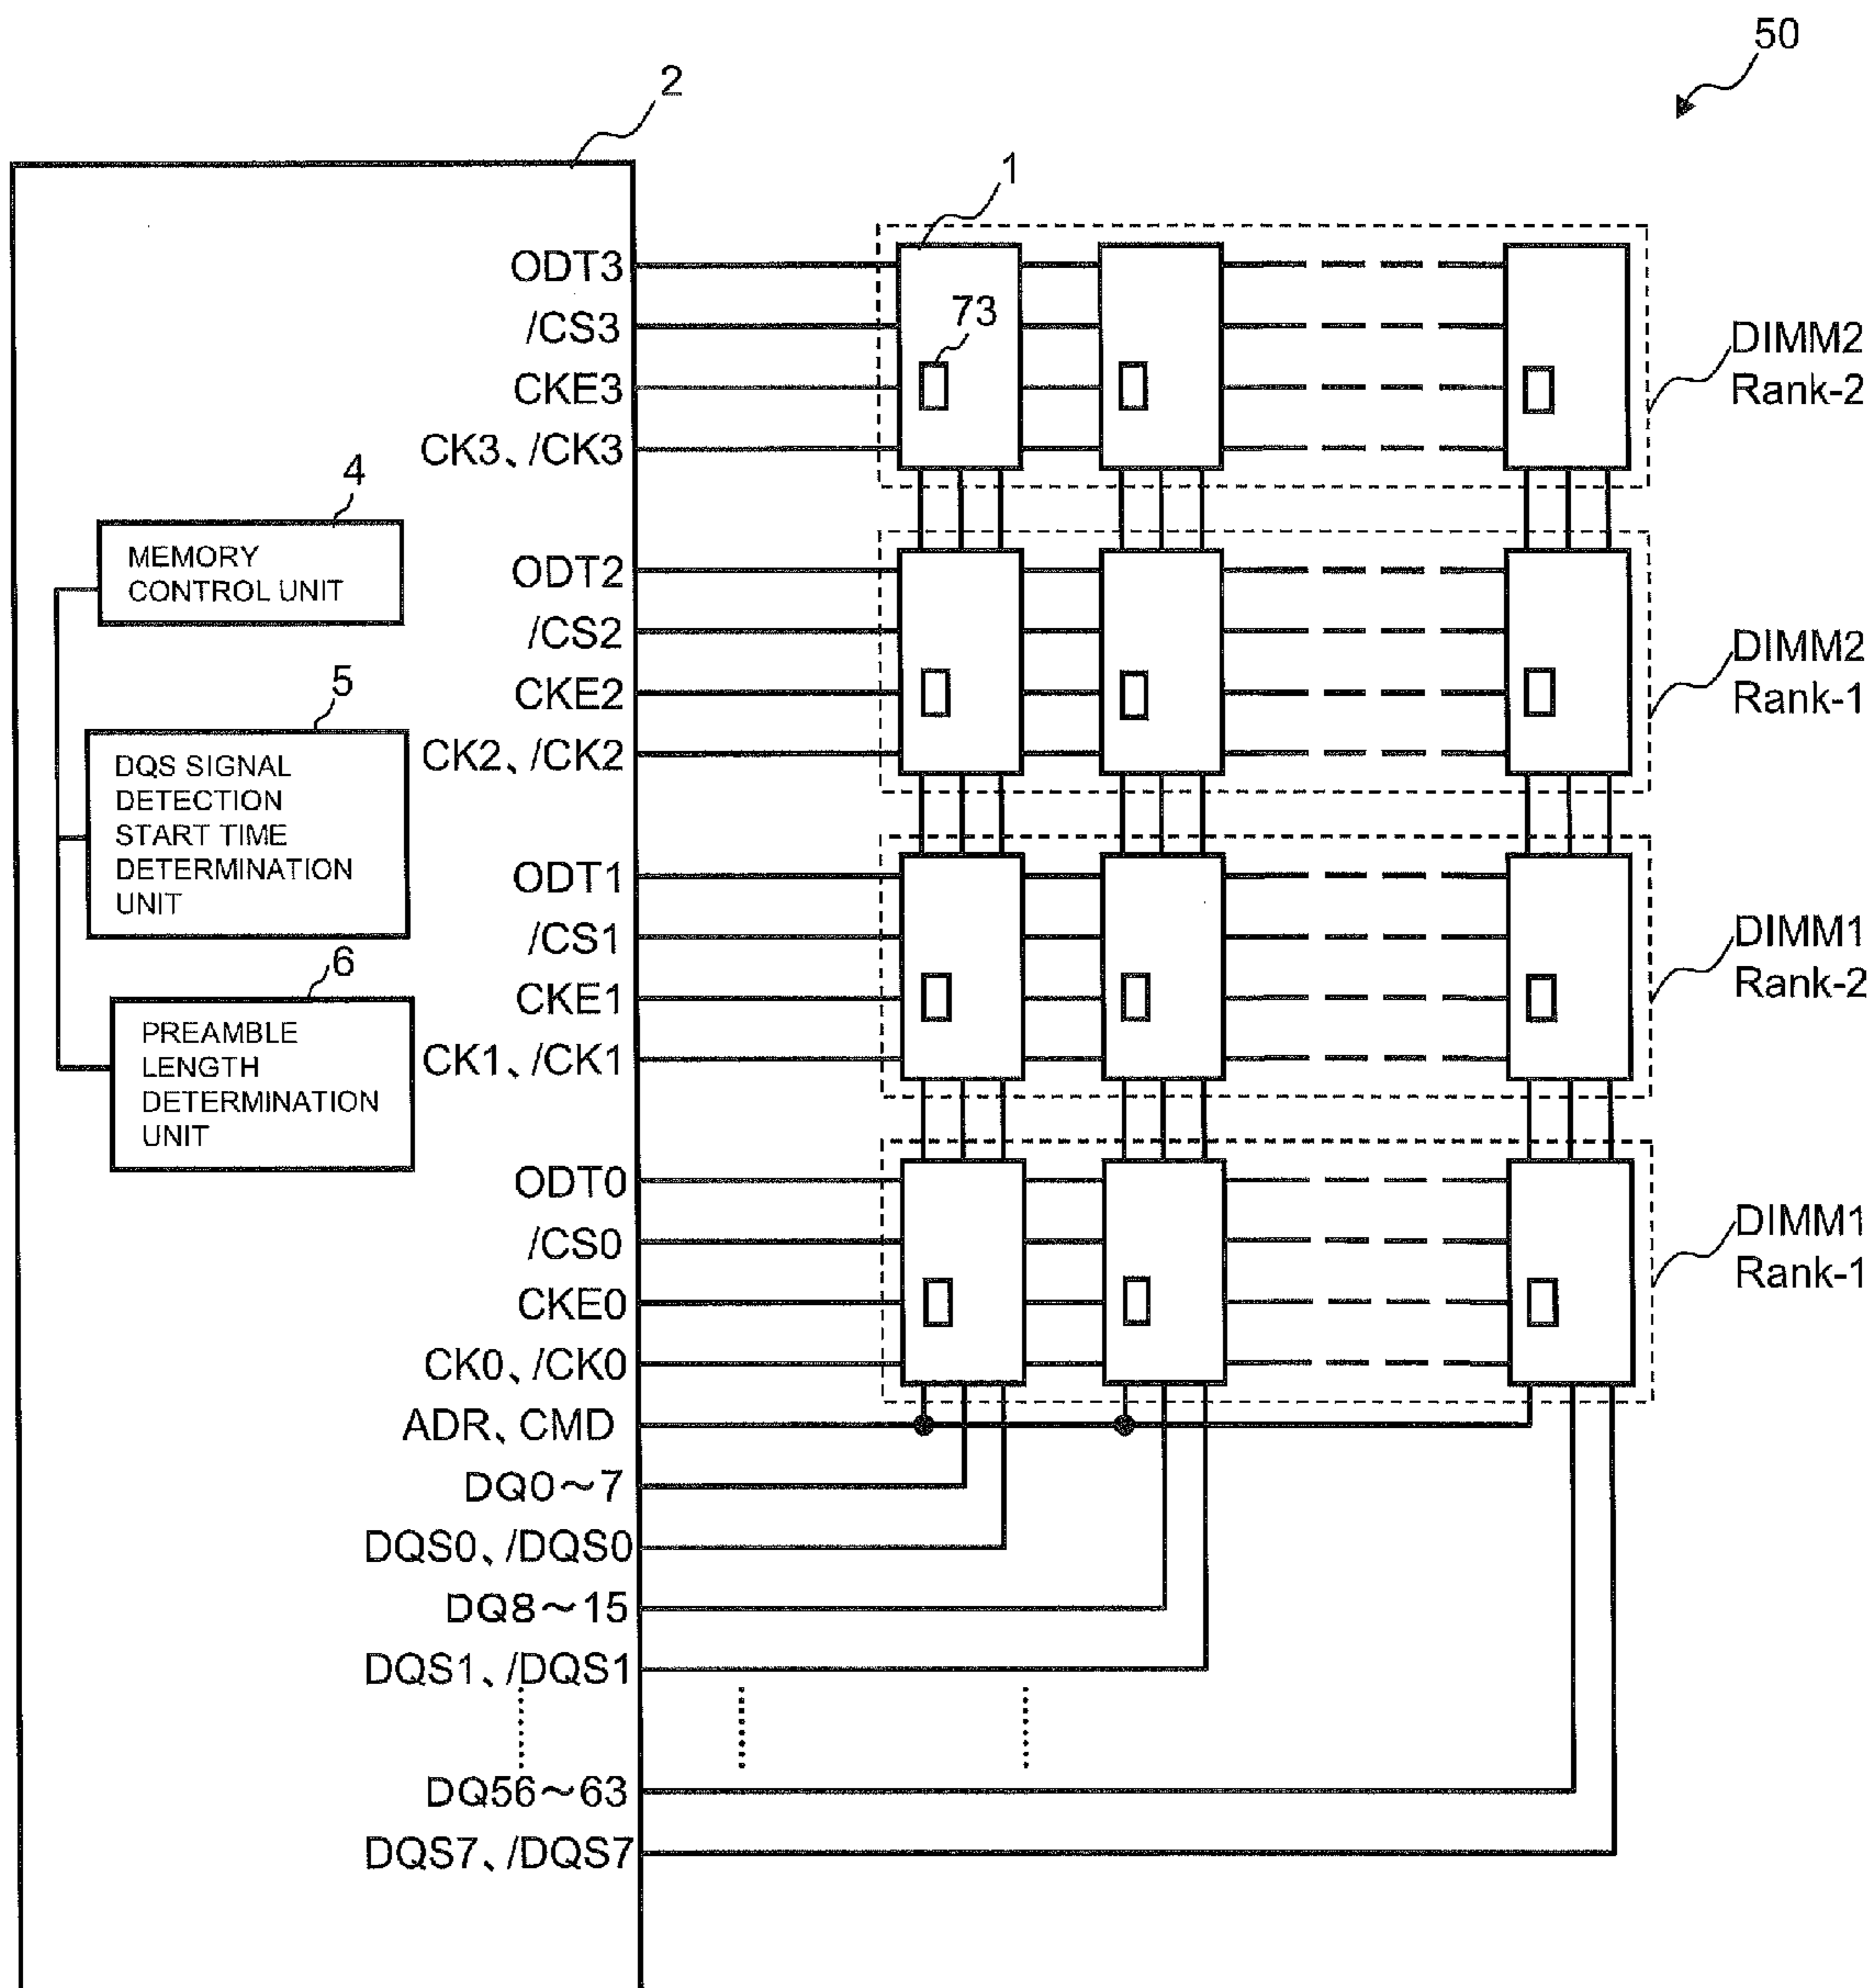 50
2
1
ODT3
/CS3
73
CKE3
CK3、/CK3
DIMM2
Rank-2
4
MEMORY
CONTROL UNIT
ODT2
/CS2
CKE2
CK2、/CK2
DIMM2
Rank-1
5
DQS SIGNAL
DETECTION
START TIME
DETERMINATION
UNIT
ODT1
/CS1
CKE1
CK1、/CK1
DIMM1
Rank-2
6
PREAMBLE
LENGTH
DETERMINATION
UNIT
ODT0
/CS0
CKE0
CK0、/CK0
DIMM1
Rank-1
ADR、CMD
DQ0～7
DQS0、/DQS0
DQ8～15
DQS1、/DQS1
DQ56～63
DQS7、/DQS7